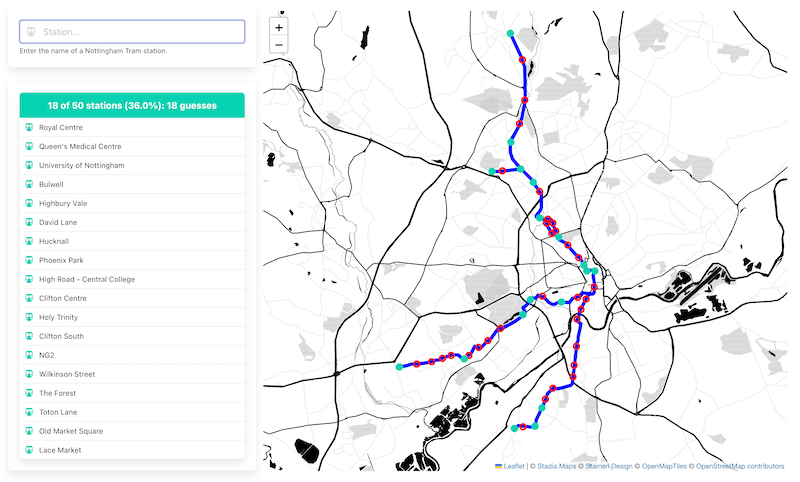 Station...
Enter the name of a Nottingham Tram station.
18 of 50 stations (36.0%): 18 guesses
Royal Centre
Queen's Medical Centre
University of Nottingham
Bulwell
Highbury Vale
David Lane
Hucknall
Phoenix Park
High Road - Central College
Clifton Centre
Holy Trinity
Clifton South
NG2
Wilkinson Street
The Forest
Toton Lane
Old Market Square
Lace Market
+
−
Leaflet | © Stadia Maps © Stamen Design © OpenMapTiles © OpenStreetMap contributors